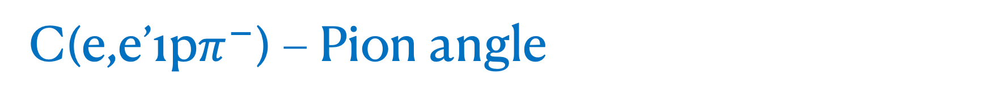 C(e,e’1pπ⁻) – Pion angle